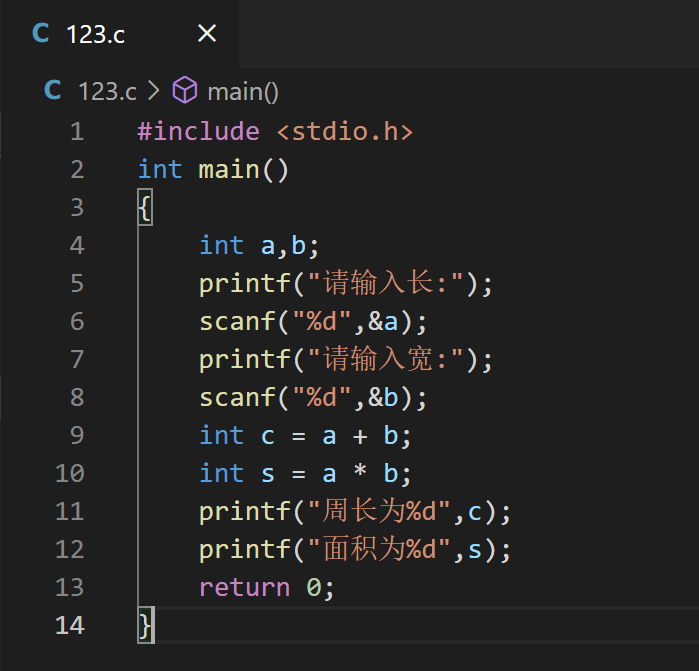 C 123.c ×
C 123.c > main()
1 #include <stdio.h>
2 int main()
3 {
4     int a,b;
5     printf("请输入长:");
6     scanf("%d",&a);
7     printf("请输入宽:");
8     scanf("%d",&b);
9     int c = a + b;
10     int s = a * b;
11     printf("周长为%d",c);
12     printf("面积为%d",s);
13     return 0;
14 }